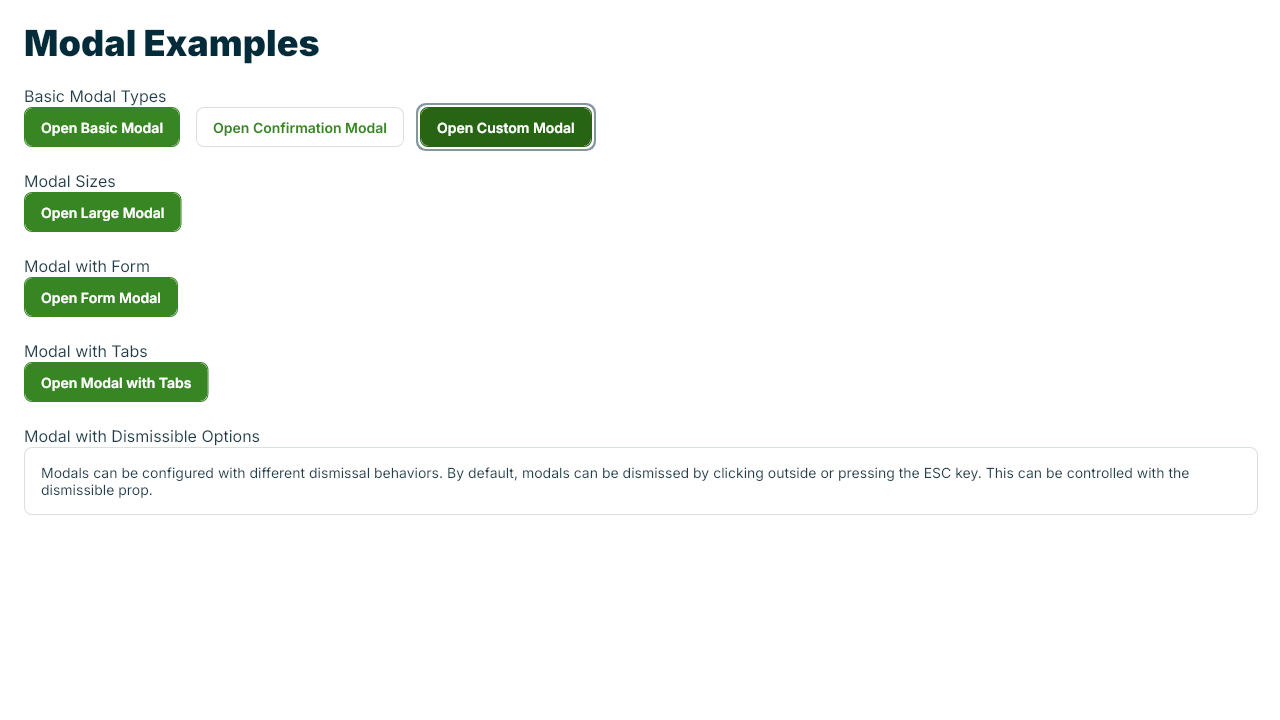 Modal Examples
Basic Modal Types
Open Basic Modal
Open Confirmation Modal
Open Custom Modal
Modal Sizes
Open Large Modal
Modal with Form
Open Form Modal
Modal with Tabs
Open Modal with Tabs
Modal with Dismissible Options
Modals can be configured with different dismissal behaviors. By default, modals can be dismissed by clicking outside or pressing the ESC key. This can be controlled with the
dismissible prop.